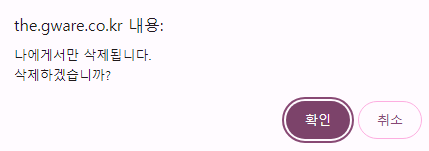 the.gware.co.kr 내용:
나에게서만 삭제됩니다.
삭제하겠습니까?
확인
취소